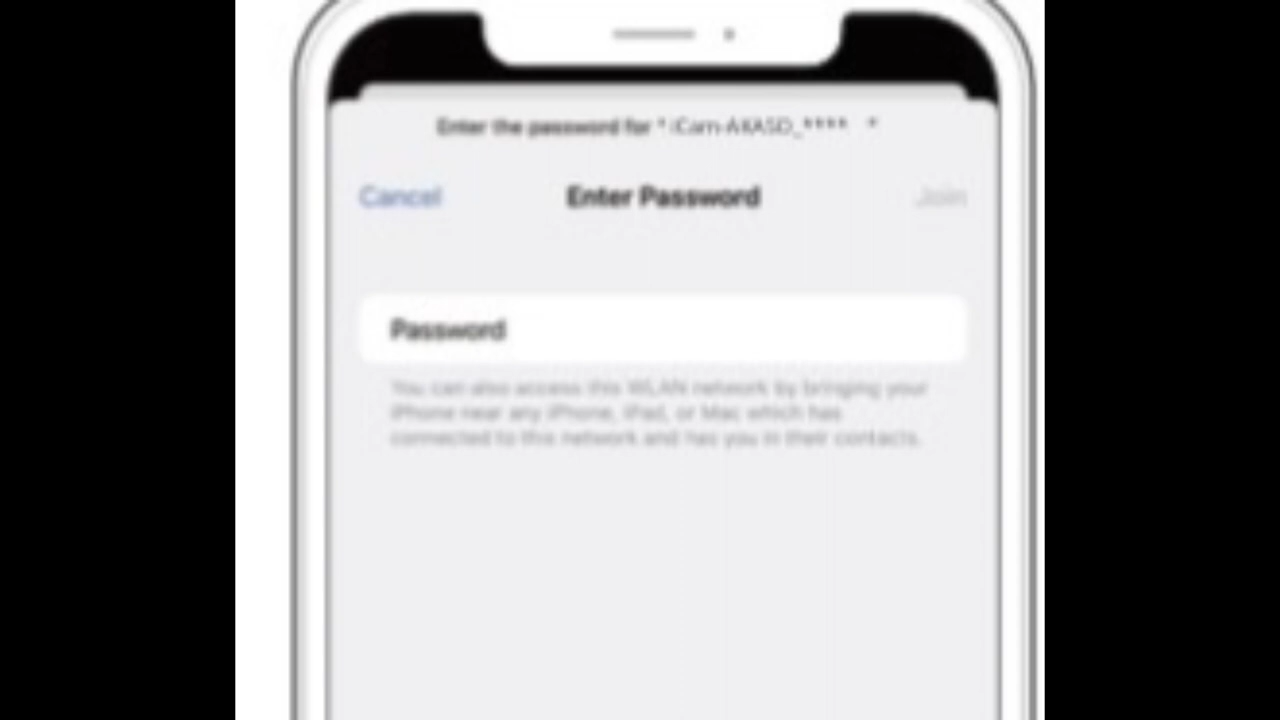 Enter the password for " iCam-AKASO_**** "
Cancel
Enter Password
Join
Password
You can also access this WLAN network by bringing your
iPhone near any iPhone, iPad, or Mac which has
connected to this network and has you in their contacts.